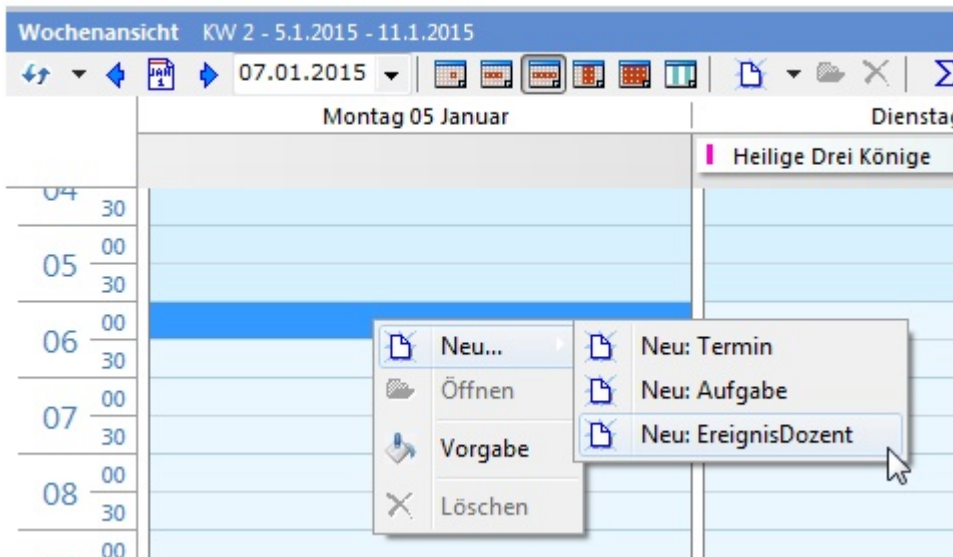 Wochenansicht KW 2 - 5.1.2015 - 11.1.2015
JAN 1 07.01.2015 Σ
Montag 05 Januar Dienstag
Heilige Drei Könige
04 30
05 00
30
06 00
30
07 00
30
08 00
30
00
Neu...
Öffnen
Vorgabe
Löschen
Neu: Termin
Neu: Aufgabe
Neu: EreignisDozent